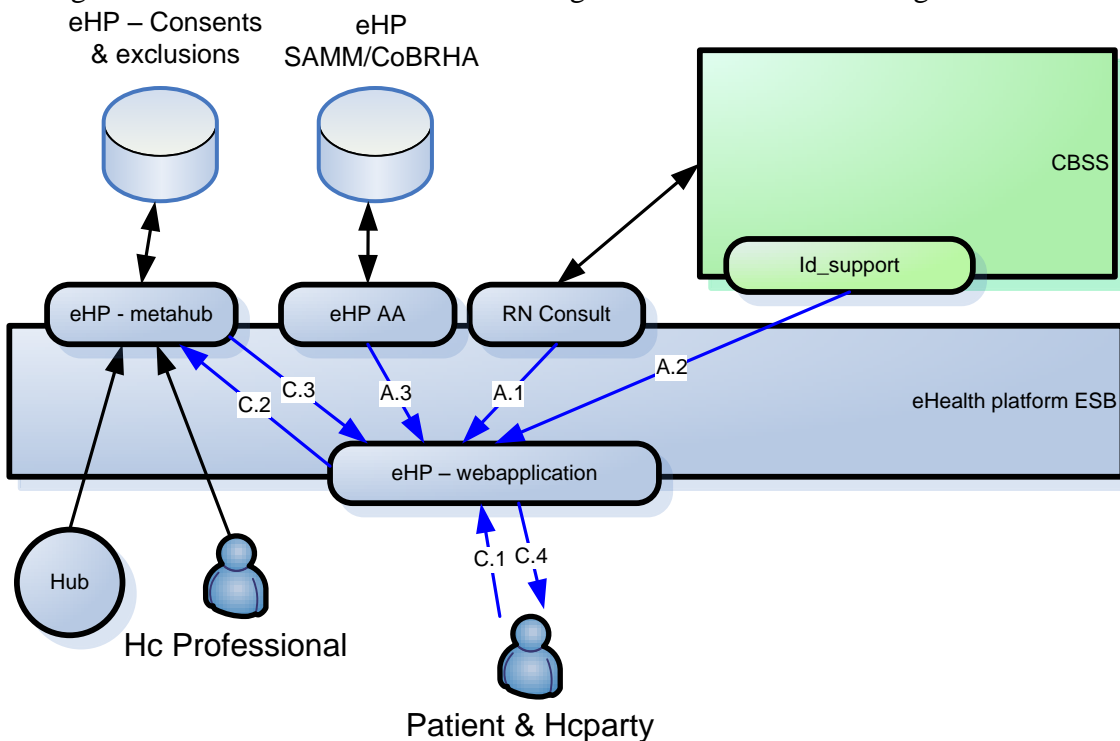 eHP – Consents
& exclusions
eHP
SAMM/CoBRHA
CBSS
Id_support
eHP - metahub
eHP AA
RN Consult
A.2
C.3
C.2
A.3
A.1
eHealth platform ESB
eHP – webapplication
C.1
C.4
Hub
Hc Professional
Patient & Hcparty